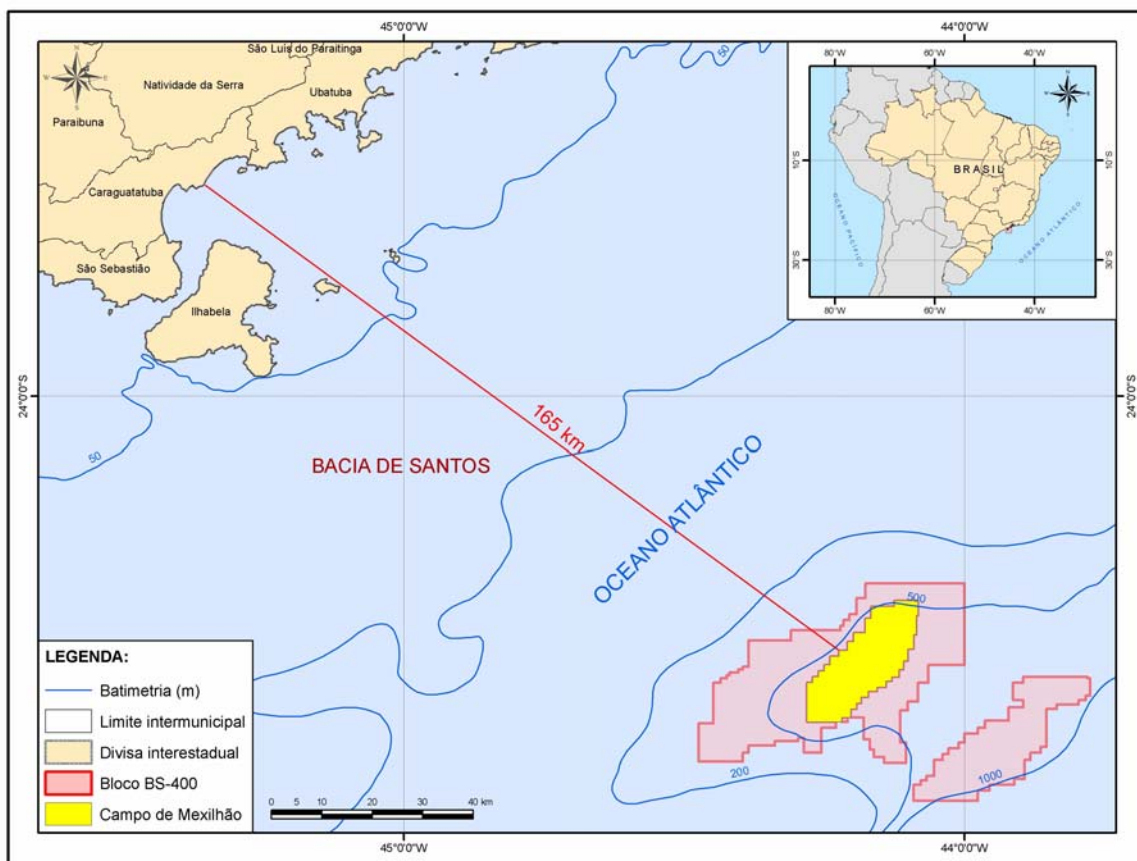 45°0'0"W
44°0'0"W
São Luís do Paraitinga
50
Natividade da Serra
Ubatuba
Paraibuna
Caraguatatuba
São Sebastião
Ilhabela
80°W
60°W
40°W
10°S
10°S
BRASIL
OCEANO PACÍFICO
OCEANO ATLÂNTICO
30°S
30°S
80°W
60°W
40°W
24°0'0"S
24°0'0"S
165 km
50
BACIA DE SANTOS
OCEANO ATLÂNTICO
500
200
1000
LEGENDA:
Batimetria (m)
Limite intermunicipal
Divisa interestadual
Bloco BS-400
Campo de Mexilhão
0 5 10 20 30 40 km
45°0'0"W
44°0'0"W